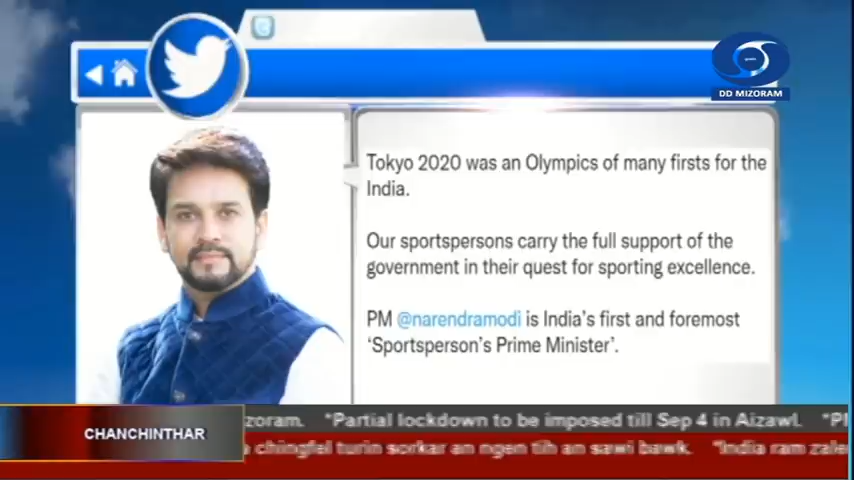 DD MIZORAM
Tokyo 2020 was an Olympics of many firsts for the
India.
Our sportspersons carry the full support of the
government in their quest for sporting excellence.
PM @narendramodi is India's first and foremost
'Sportsperson's Prime Minister'.
CHANCHINTHAR
zoram. *Partial lockdown to be imposed till Sep 4 in Aizawl. *P
a chingfel turin sorkar an ngen tih an sawi bawk. *India ram zale